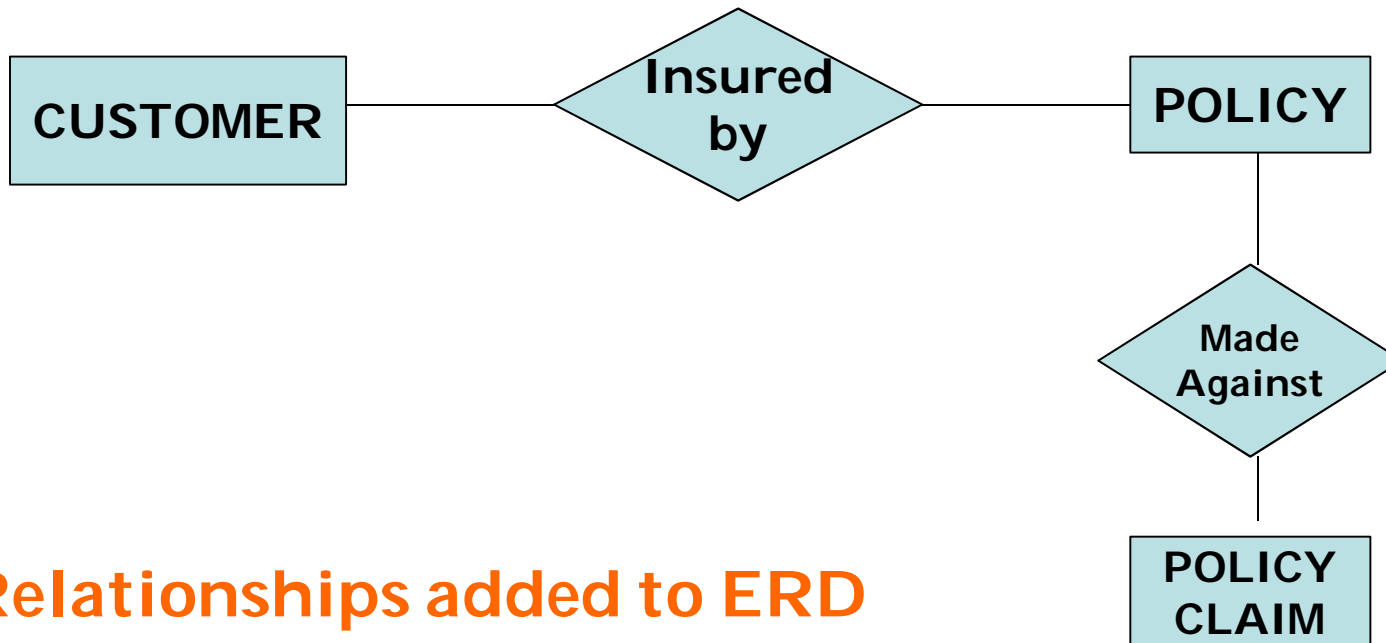 CUSTOMER
Insured
by
POLICY
Made
Against
Relationships added to ERD
POLICY
CLAIM